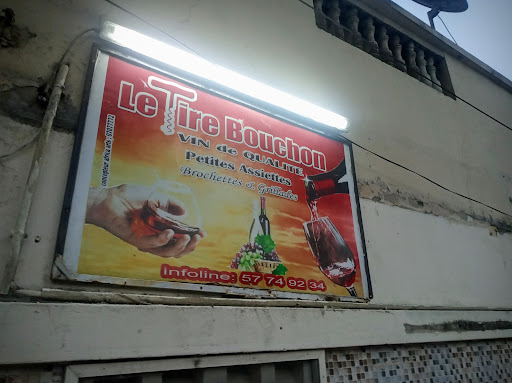 Le Tire Bouchon
VIN de QUALITE
Petites Assiettes
Brochettes & Grillades
infoline: 57 74 92 34